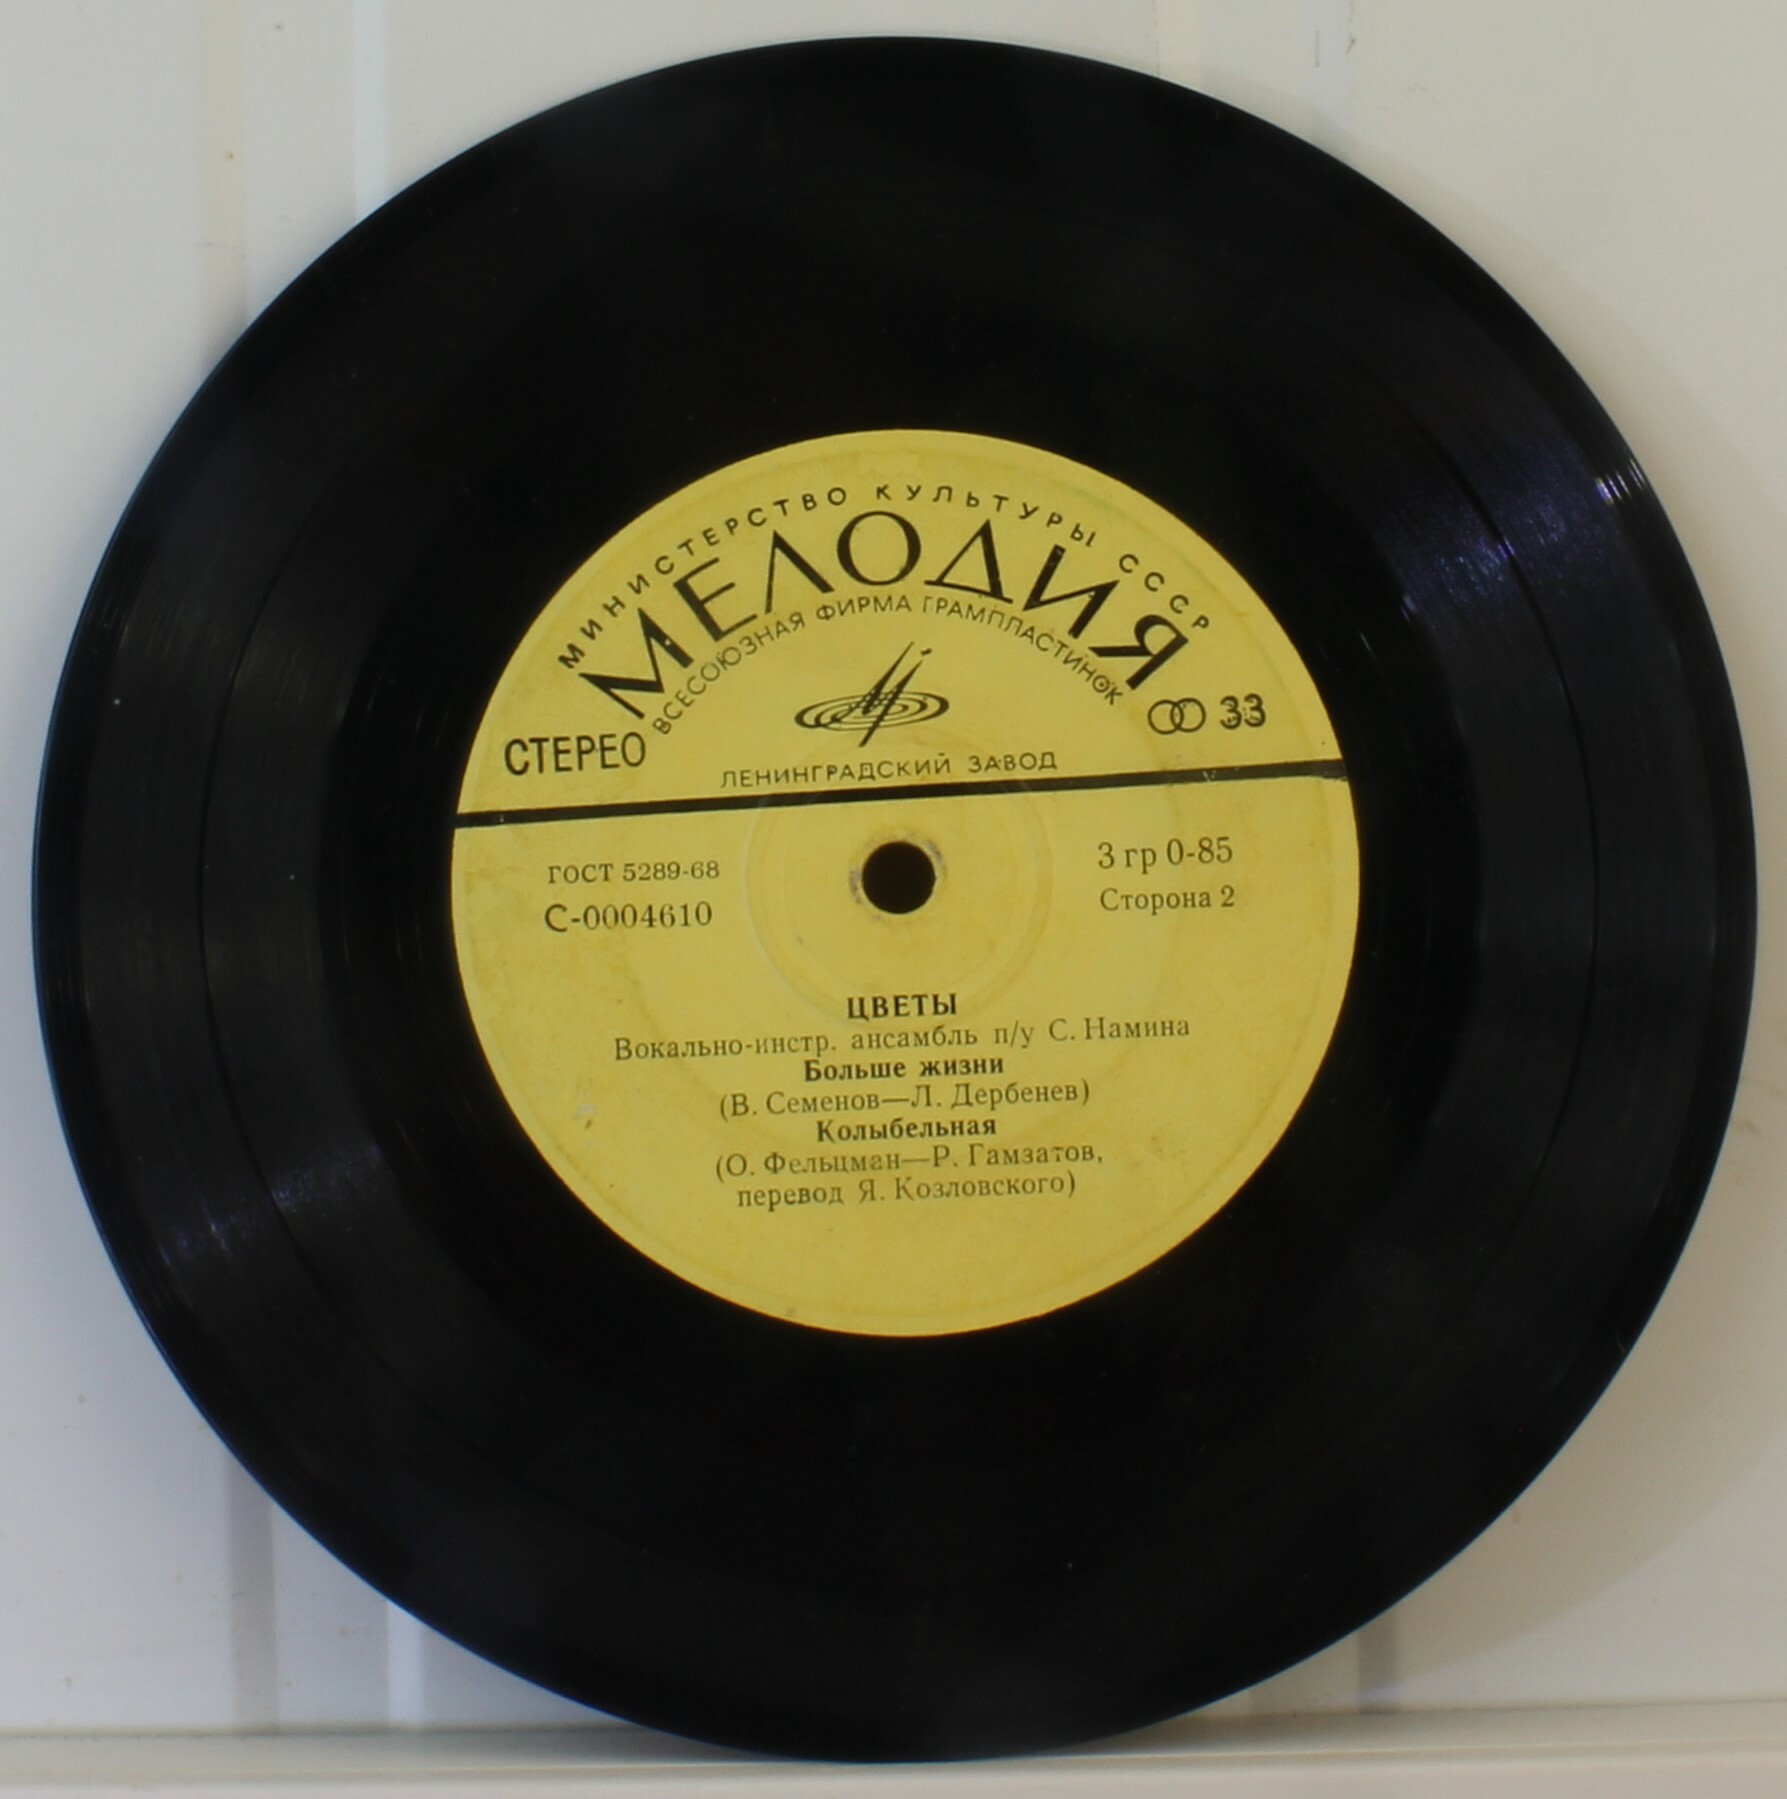 МИНИСТЕРСТВО КУЛЬТУРЫ СССР
МЕЛОДИЯ
ВСЕСОЮЗНАЯ ФИРМА ГРАМПЛАСТИНОК
СТЕРЕО
33
ЛЕНИНГРАДСКИЙ ЗАВОД
ГОСТ 5289-68
С-0004610
3 гр 0-85
Сторона 2
ЦВЕТЫ
Вокально-инстр. ансамбль п/у С. Намина
Больше жизни
(В. Семенов—Л. Дербенев)
Колыбельная
(О. Фельцман—Р. Гамзатов,
перевод Я. Козловского)